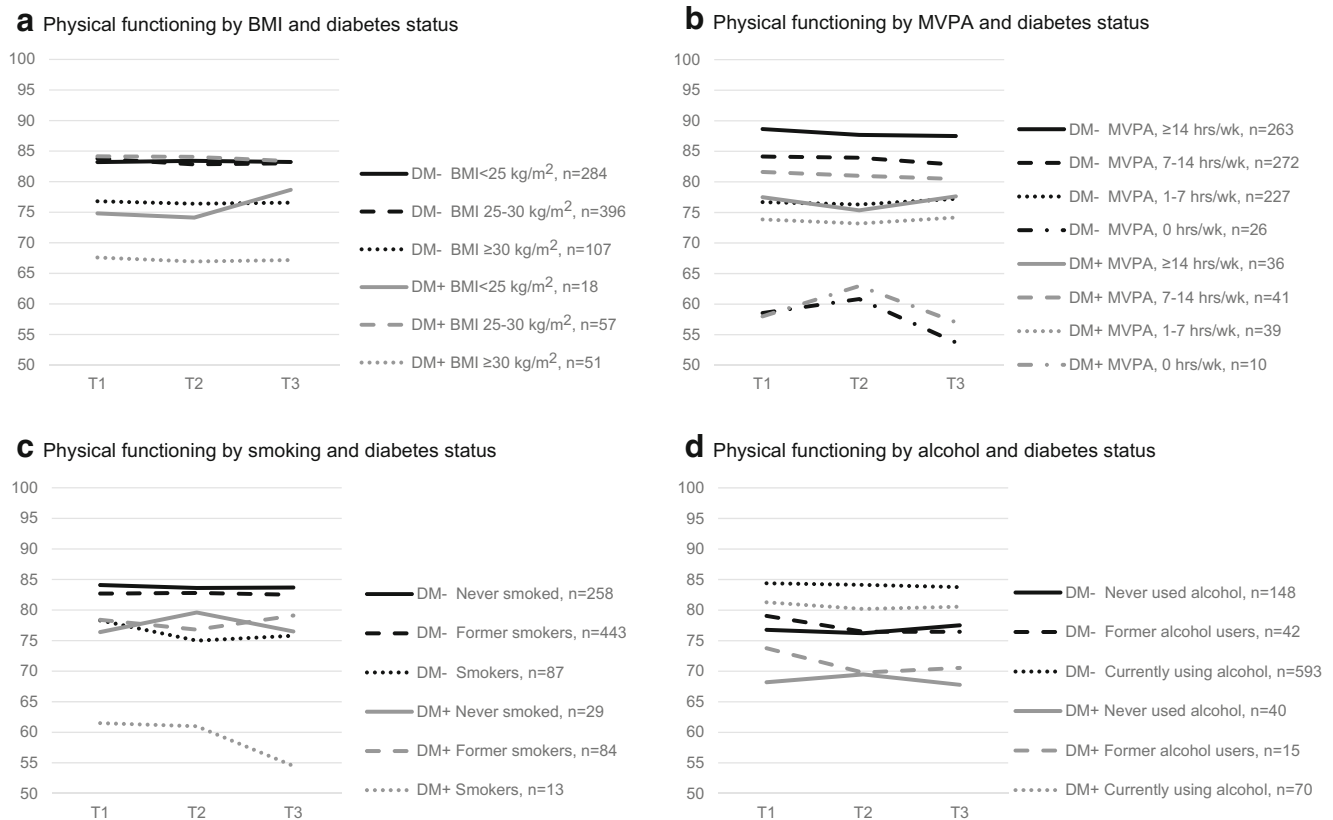 a Physical functioning by BMI and diabetes status
100
95
90
85
80
75
70
65
60
55
50
T1 T2 T3
DM- BMI<25 kg/m², n=284
DM- BMI 25-30 kg/m², n=396
DM- BMI ≥30 kg/m², n=107
DM+ BMI<25 kg/m², n=18
DM+ BMI 25-30 kg/m², n=57
DM+ BMI ≥30 kg/m², n=51
b Physical functioning by MVPA and diabetes status
100
95
90
85
80
75
70
65
60
55
50
T1 T2 T3
DM- MVPA, ≥14 hrs/wk, n=263
DM- MVPA, 7-14 hrs/wk, n=272
DM- MVPA, 1-7 hrs/wk, n=227
DM- MVPA, 0 hrs/wk, n=26
DM+ MVPA, ≥14 hrs/wk, n=36
DM+ MVPA, 7-14 hrs/wk, n=41
DM+ MVPA, 1-7 hrs/wk, n=39
DM+ MVPA, 0 hrs/wk, n=10
c Physical functioning by smoking and diabetes status
100
95
90
85
80
75
70
65
60
55
50
T1 T2 T3
DM- Never smoked, n=258
DM- Former smokers, n=443
DM- Smokers, n=87
DM+ Never smoked, n=29
DM+ Former smokers, n=84
DM+ Smokers, n=13
d Physical functioning by alcohol and diabetes status
100
95
90
85
80
75
70
65
60
55
50
T1 T2 T3
DM- Never used alcohol, n=148
DM- Former alcohol users, n=42
DM- Currently using alcohol, n=593
DM+ Never used alcohol, n=40
DM+ Former alcohol users, n=15
DM+ Currently using alcohol, n=70